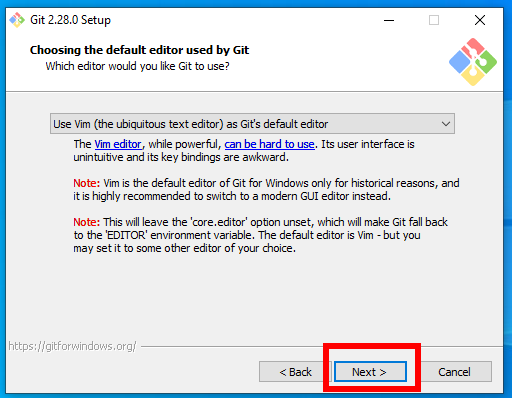 Git 2.28.0 Setup
Choosing the default editor used by Git
Which editor would you like Git to use?
Use Vim (the ubiquitous text editor) as Git's default editor
The Vim editor, while powerful, can be hard to use. Its user interface is
unintuitive and its key bindings are awkward.
Note: Vim is the default editor of Git for Windows only for historical reasons, and
it is highly recommended to switch to a modern GUI editor instead.
Note: This will leave the 'core.editor' option unset, which will make Git fall back
to the 'EDITOR' environment variable. The default editor is Vim - but you
may set it to some other editor of your choice.
https://gitforwindows.org/
< Back
Next >
Cancel